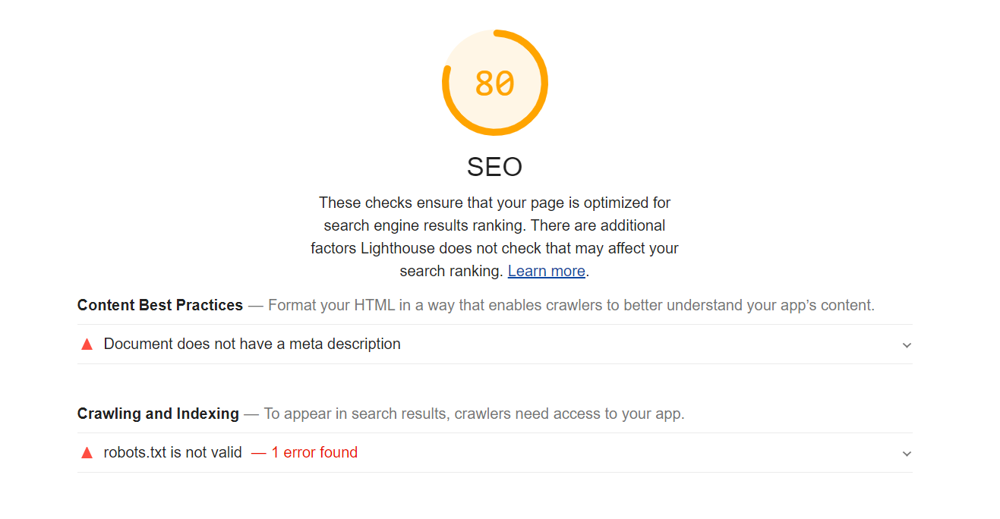 80
SEO
These checks ensure that your page is optimized for
search engine results ranking. There are additional
factors Lighthouse does not check that may affect your
search ranking. Learn more.
Content Best Practices — Format your HTML in a way that enables crawlers to better understand your app’s content.
Document does not have a meta description
Crawling and Indexing — To appear in search results, crawlers need access to your app.
robots.txt is not valid — 1 error found